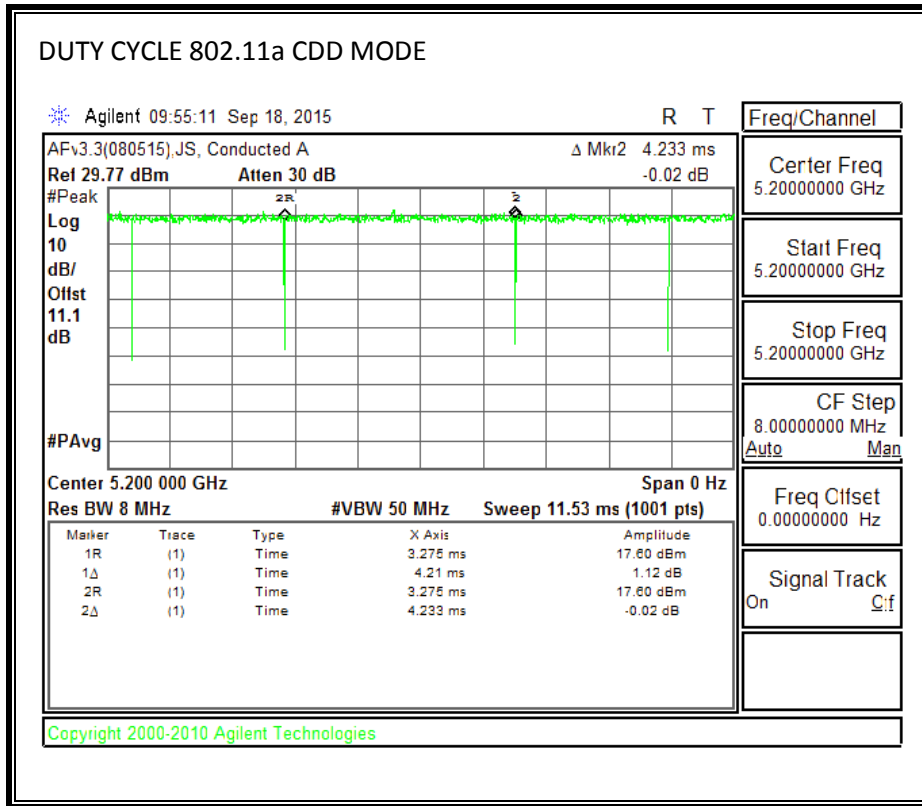 DUTY CYCLE 802.11a CDD MODE
Agilent 09:55:11 Sep 18, 2015 R T
Freq/Channel
AFv3.3(080515),JS, Conducted A Δ Mkr2 4.233 ms
Ref 29.77 dBm Atten 30 dB -0.02 dB
#Peak
Log
10
dB/
Offst
11.1
dB
#PAvg
2R
2
Center 5.200 000 GHz Span 0 Hz
Res BW 8 MHz #VBW 50 MHz Sweep 11.53 ms (1001 pts)
Marker Trace Type X Axis Amplitude
1R (1) Time 3.275 ms 17.60 dBm
1Δ (1) Time 4.21 ms 1.12 dB
2R (1) Time 3.275 ms 17.60 dBm
2Δ (1) Time 4.233 ms -0.02 dB
Center Freq
5.20000000 GHz
Start Freq
5.20000000 GHz
Stop Freq
5.20000000 GHz
CF Step
8.00000000 MHz
Auto Man
Freq Offset
0.00000000 Hz
Signal Track
On Off
Copyright 2000-2010 Agilent Technologies